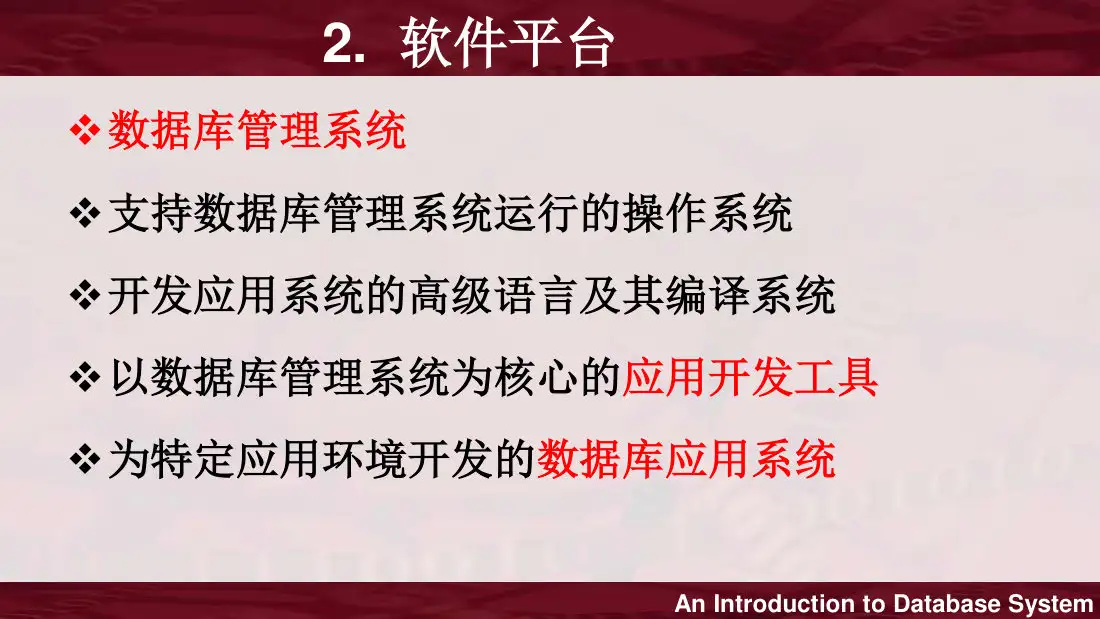 2. 软件平台
❖数据库管理系统
❖支持数据库管理系统运行的操作系统
❖开发应用系统的高级语言及其编译系统
❖以数据库管理系统为核心的应用开发工具
❖为特定应用环境开发的数据库应用系统
An Introduction to Database System